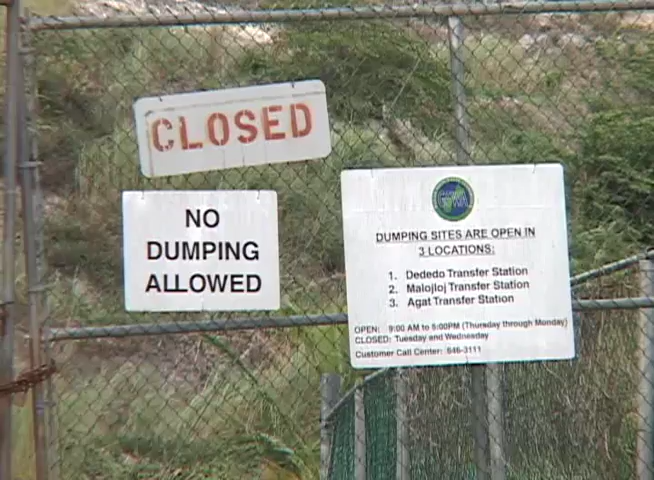 CLOSED
NO
DUMPING
ALLOWED
DUMPING SITES ARE OPEN IN
3 LOCATIONS:
1. Dededo Transfer Station
2. Malojloj Transfer Station
3. Agat Transfer Station
OPEN: 9:00 AM to 5:00PM (Thursday through Monday)
CLOSED: Tuesday and Wednesday
Customer Call Center: 646-3111